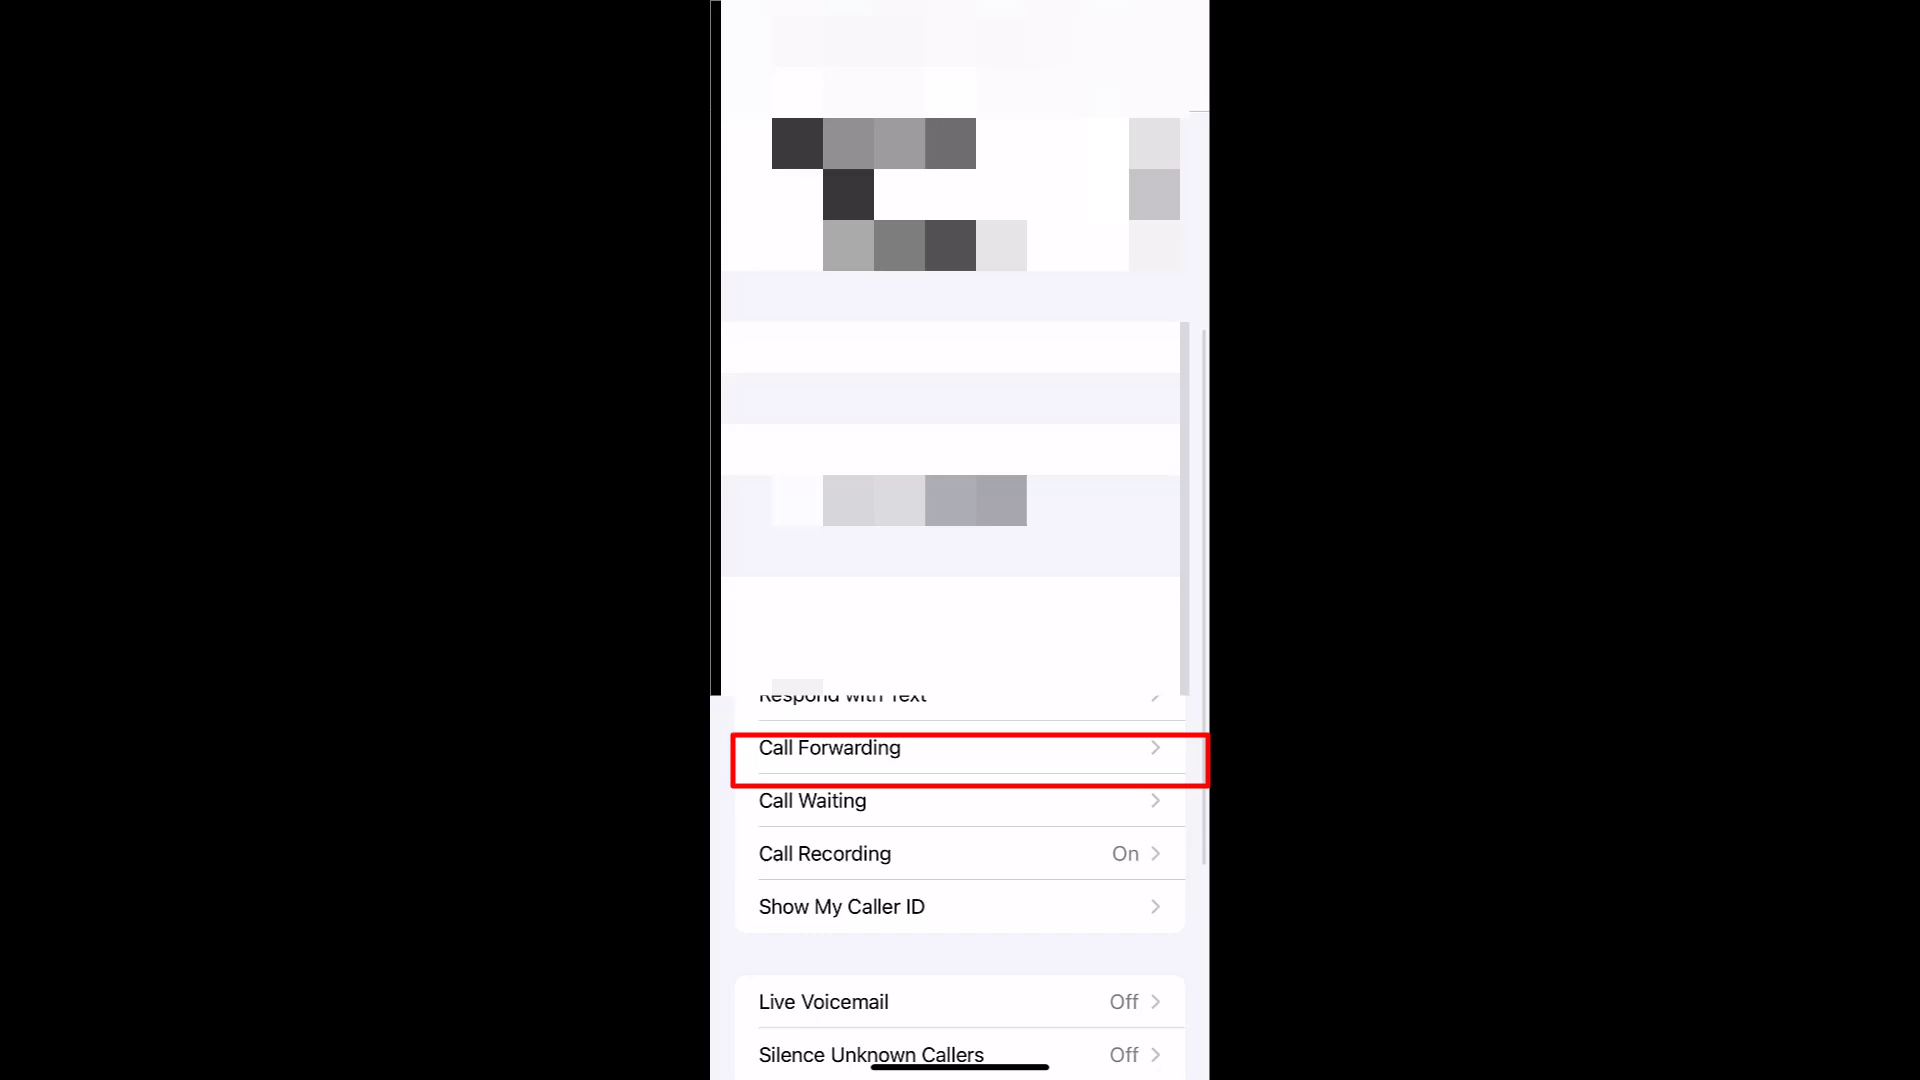 Respond with Text
Call Forwarding
Call Waiting
Call Recording On
Show My Caller ID
Live Voicemail Off
Silence Unknown Callers Off